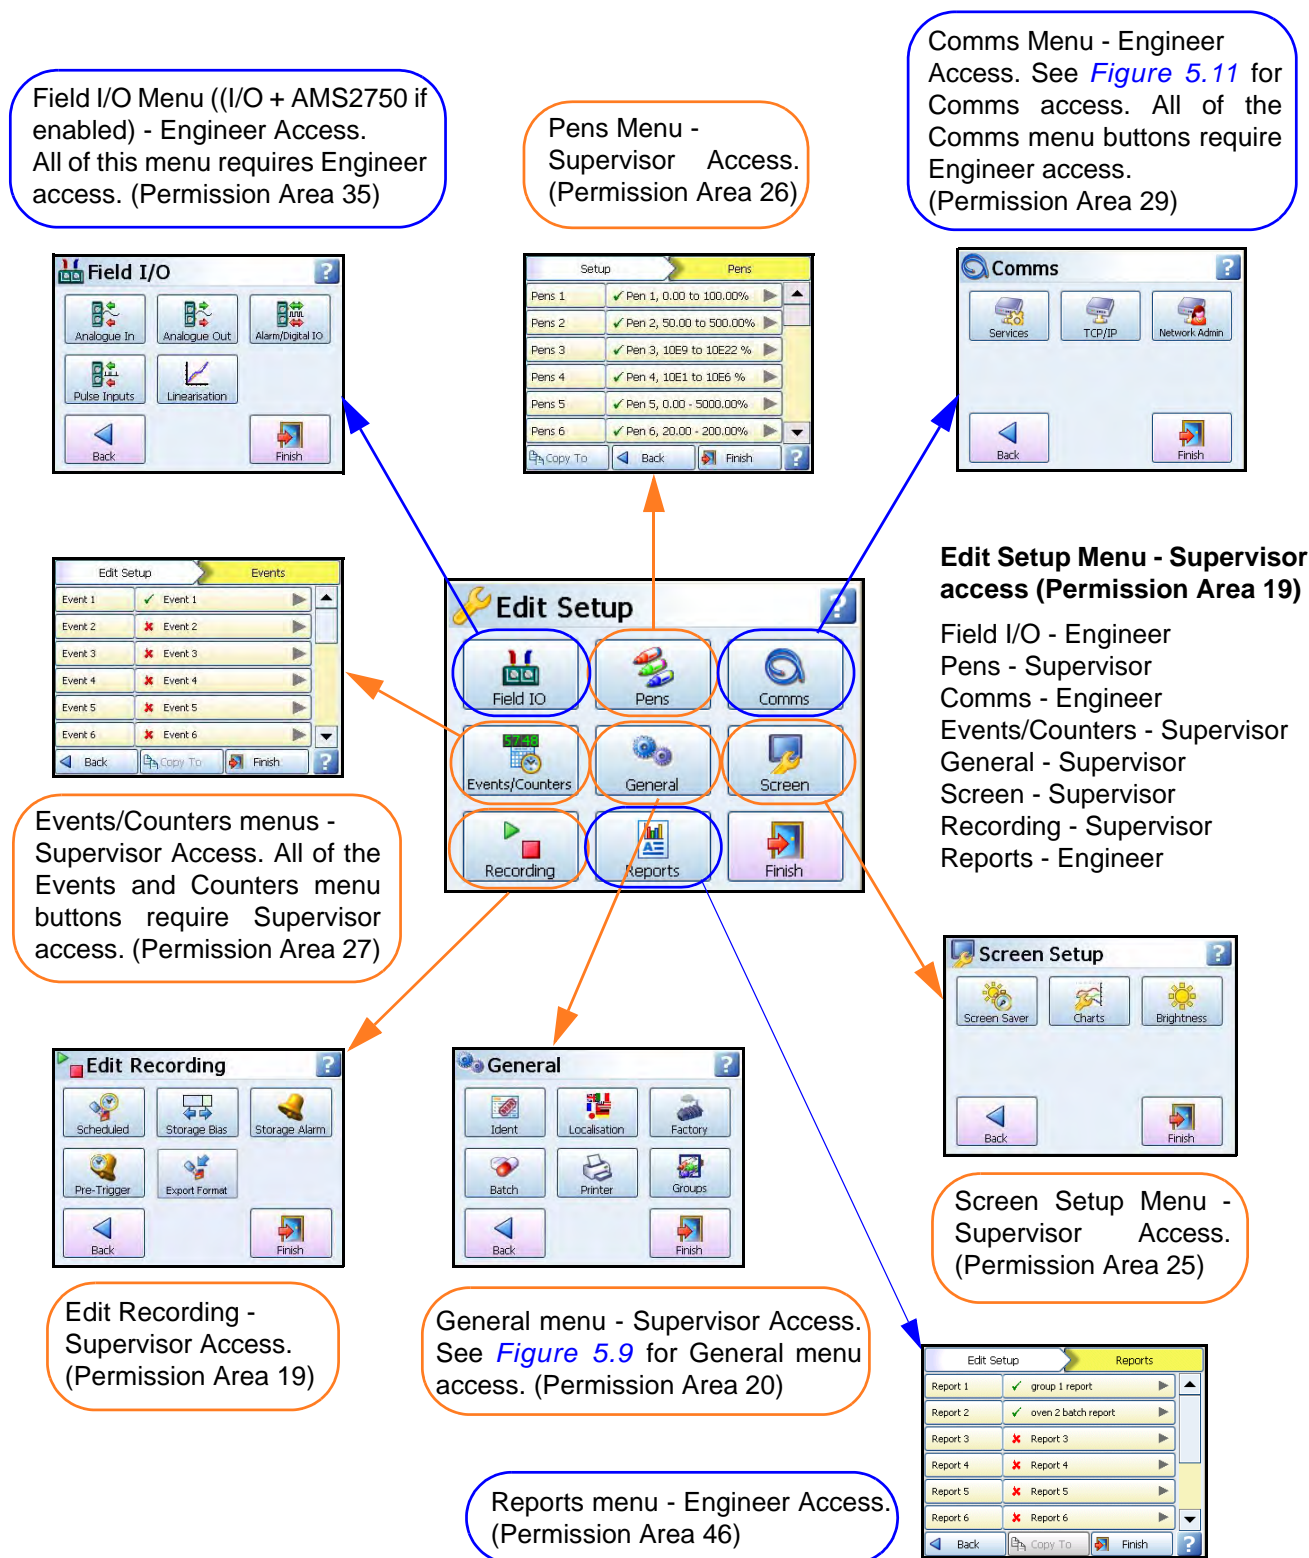 Field I/O Menu ((I/O + AMS2750 if
enabled) - Engineer Access.
All of this menu requires Engineer
access. (Permission Area 35)
Pens Menu -
Supervisor Access.
(Permission Area 26)
Comms Menu - Engineer
Access. See Figure 5.11 for
Comms access. All of the
Comms menu buttons require
Engineer access.
(Permission Area 29)
Field I/O ?
Analogue In Analogue Out Alarm/Digital IO
Pulse Inputs Linearisation
Back Finish
Setup Pens
Pens 1 Pen 1, 0.00 to 100.00%
Pens 2 Pen 2, 50.00 to 500.00%
Pens 3 Pen 3, 10E9 to 10E22 %
Pens 4 Pen 4, 10E1 to 10E6 %
Pens 5 Pen 5, 0.00 - 5000.00%
Pens 6 Pen 6, 20.00 - 200.00%
Copy To Back Finish ?
Comms ?
Services TCP/IP Network Admin
Back Finish
Edit Setup Events
Event 1 Event 1
Event 2 Event 2
Event 3 Event 3
Event 4 Event 4
Event 5 Event 5
Event 6 Event 6
Back Copy To Finish ?
Edit Setup ?
Field IO Pens Comms
5748
Events/Counters General Screen
Recording Reports Finish
Edit Setup Menu - Supervisor
access (Permission Area 19)
Field I/O - Engineer
Pens - Supervisor
Comms - Engineer
Events/Counters - Supervisor
General - Supervisor
Screen - Supervisor
Recording - Supervisor
Reports - Engineer
Events/Counters menus -
Supervisor Access. All of the
Events and Counters menu
buttons require Supervisor
access. (Permission Area 27)
Screen Setup ?
Screen Saver Charts Brightness
Back Finish
Edit Recording ?
Scheduled Storage Bias Storage Alarm
Pre-Trigger Export Format
Back Finish
General ?
Ident Localisation Factory
Batch Printer Groups
Back Finish
Screen Setup Menu -
Supervisor Access.
(Permission Area 25)
Edit Recording -
Supervisor Access.
(Permission Area 19)
General menu - Supervisor Access.
See Figure 5.9 for General menu
access. (Permission Area 20)
Edit Setup Reports
Report 1 group 1 report
Report 2 oven 2 batch report
Report 3 Report 3
Report 4 Report 4
Report 5 Report 5
Report 6 Report 6
Back Copy To Finish ?
Reports menu - Engineer Access.
(Permission Area 46)